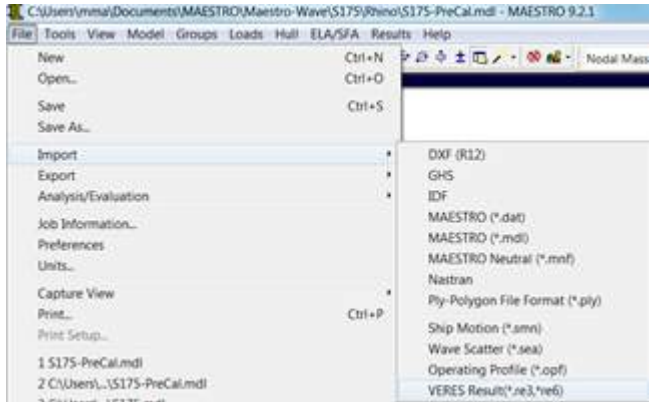 C:\Users\mma\Documents\MAESTRO\Maestro-Wave\S175\Rhino\S175-PreCal.mdl - MAESTRO 9.2.1
File Tools View Model Groups Loads Hull ELA/SFA Results Help
Nodal Mass
New Ctrl+N
Open... Ctrl+O
Save Ctrl+S
Save As...
Import
Export
Analysis/Evaluation
Job Information...
Preferences
Units...
Capture View
Print... Ctrl+P
Print Setup...
1 S175-PreCal.mdl
2 C:\Users\...\S175-PreCal.mdl
DXF (R12)
GHS
IDF
MAESTRO (*.dat)
MAESTRO (*.mdl)
MAESTRO Neutral (*.mnf)
Nastran
Ply-Polygon File Format (*.ply)
Ship Motion (*.smn)
Wave Scatter (*.sea)
Operating Profile (*.opf)
VERES Result(*.re3,*re6)